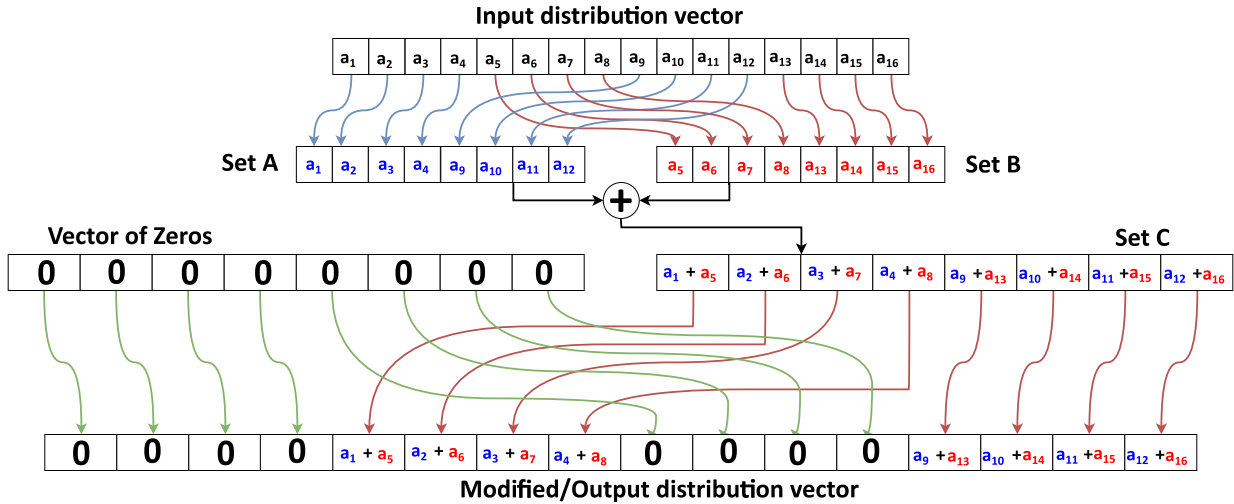 Input distribution vector
a1 a2 a3 a4 a5 a6 a7 a8 a9 a10 a11 a12 a13 a14 a15 a16
Set A a1 a2 a3 a4 a9 a10 a11 a12 a5 a6 a7 a8 a13 a14 a15 a16 Set B
+
Vector of Zeros Set C
0 0 0 0 0 0 0 0 a1 + a5 a2 + a6 a3 + a7 a4 + a8 a9 +a13 a10 +a14 a11 +a15 a12 +a16
0 0 0 0 a1 + a5 a2 + a6 a3 + a7 a4 + a8 0 0 0 0 a9 +a13 a10 +a14 a11 +a15 a12 +a16
Modified/Output distribution vector